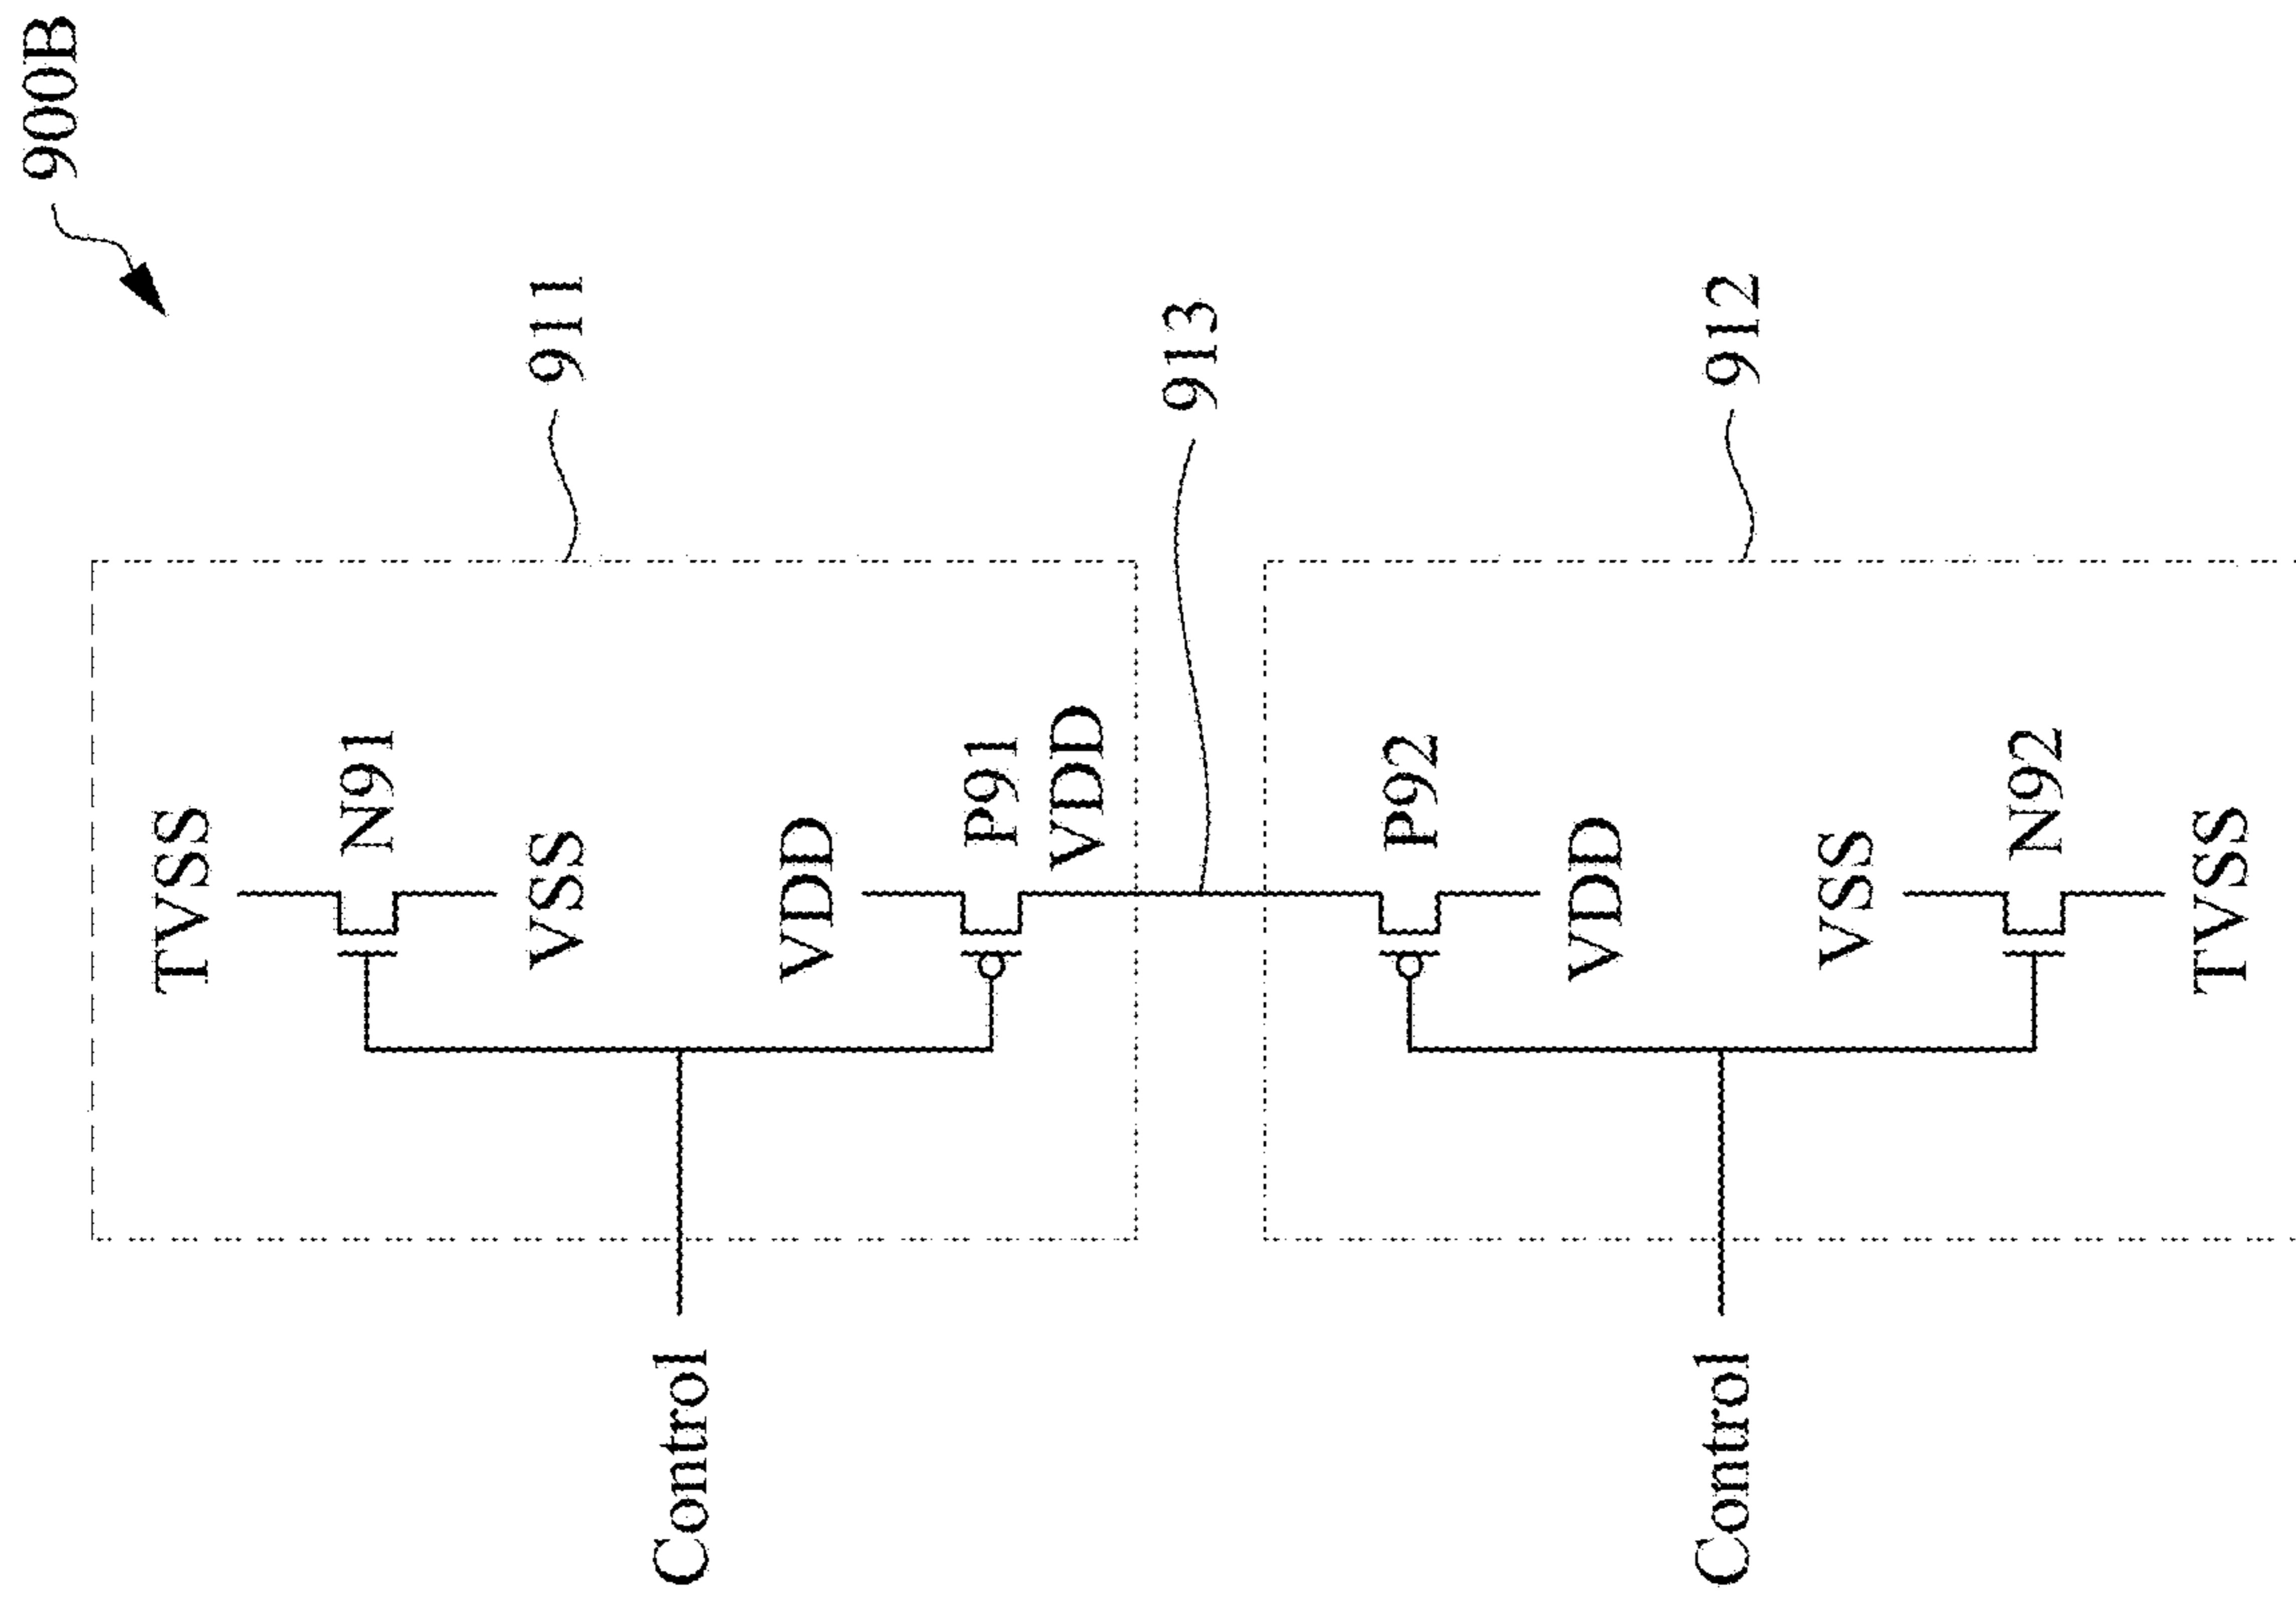 900B
911
913
912
TVSS
N91
VSS
VDD
P91
VDD
P92
VDD
VSS
N92
TVSS
Control
Control